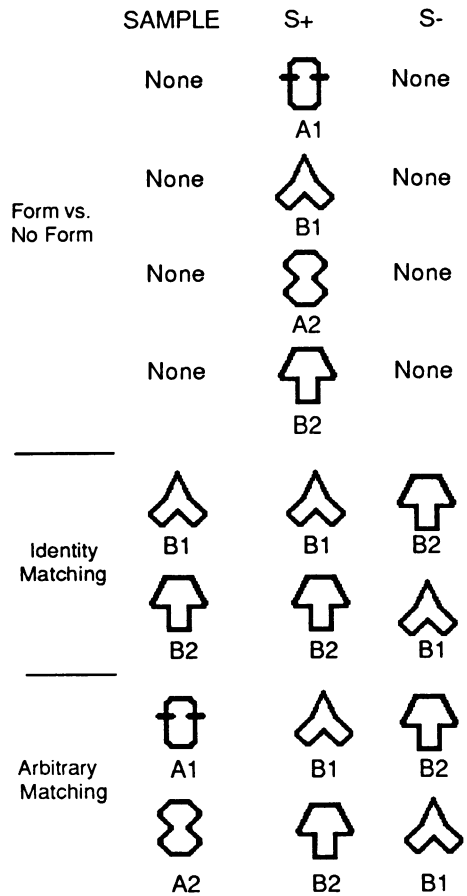 SAMPLE S+ S-
None None
A1
None None
B1
Form vs.
No Form
None None
A2
None None
B2
B1 B1 B2
Identity
Matching
B2 B2 B1
A1 B1 B2
Arbitrary
Matching
A2 B2 B1